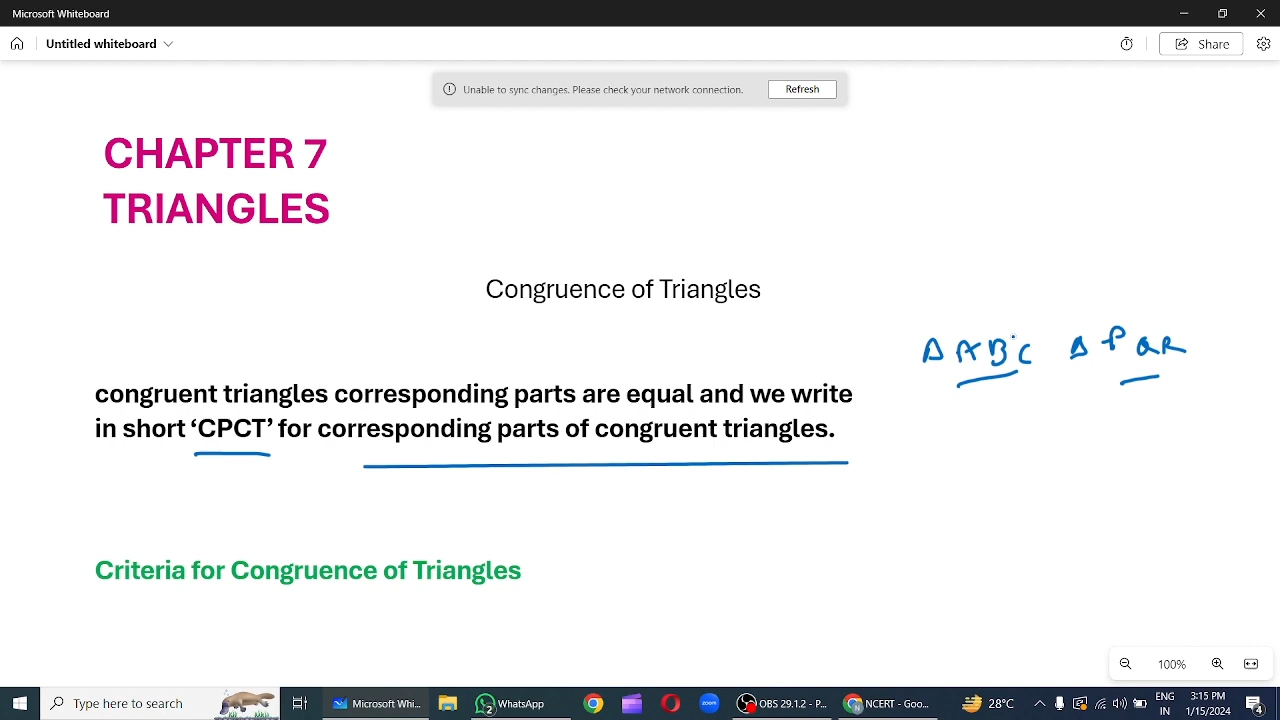 Microsoft Whiteboard
Untitled whiteboard
Share
Unable to sync changes. Please check your network connection.
Refresh
CHAPTER 7
TRIANGLES
Congruence of Triangles
Δ ABC Δ PQR
congruent triangles corresponding parts are equal and we write
in short ‘CPCT’ for corresponding parts of congruent triangles.
Criteria for Congruence of Triangles
100%
Type here to search
Microsoft Whi...
2
WhatsApp
zoom
OBS 29.12 - P...
N
NCERT - Goo...
28°C
ENG
IN
3:15 PM
1/15/2024
4